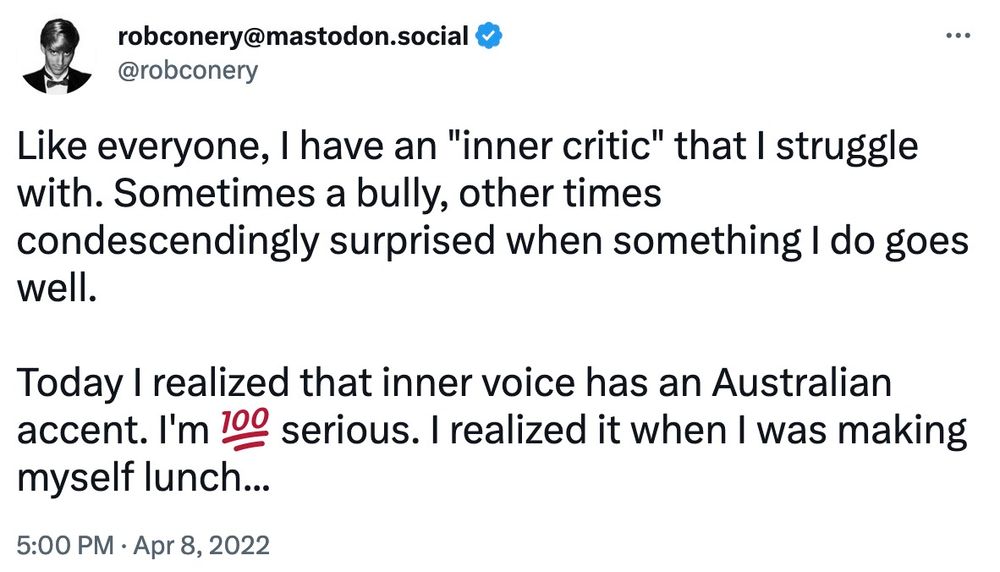 robconery@mastodon.social
@robconery
Like everyone, I have an "inner critic" that I struggle
with. Sometimes a bully, other times
condescendingly surprised when something I do goes
well.
Today I realized that inner voice has an Australian
accent. I'm 💯 serious. I realized it when I was making
myself lunch...
5:00 PM · Apr 8, 2022